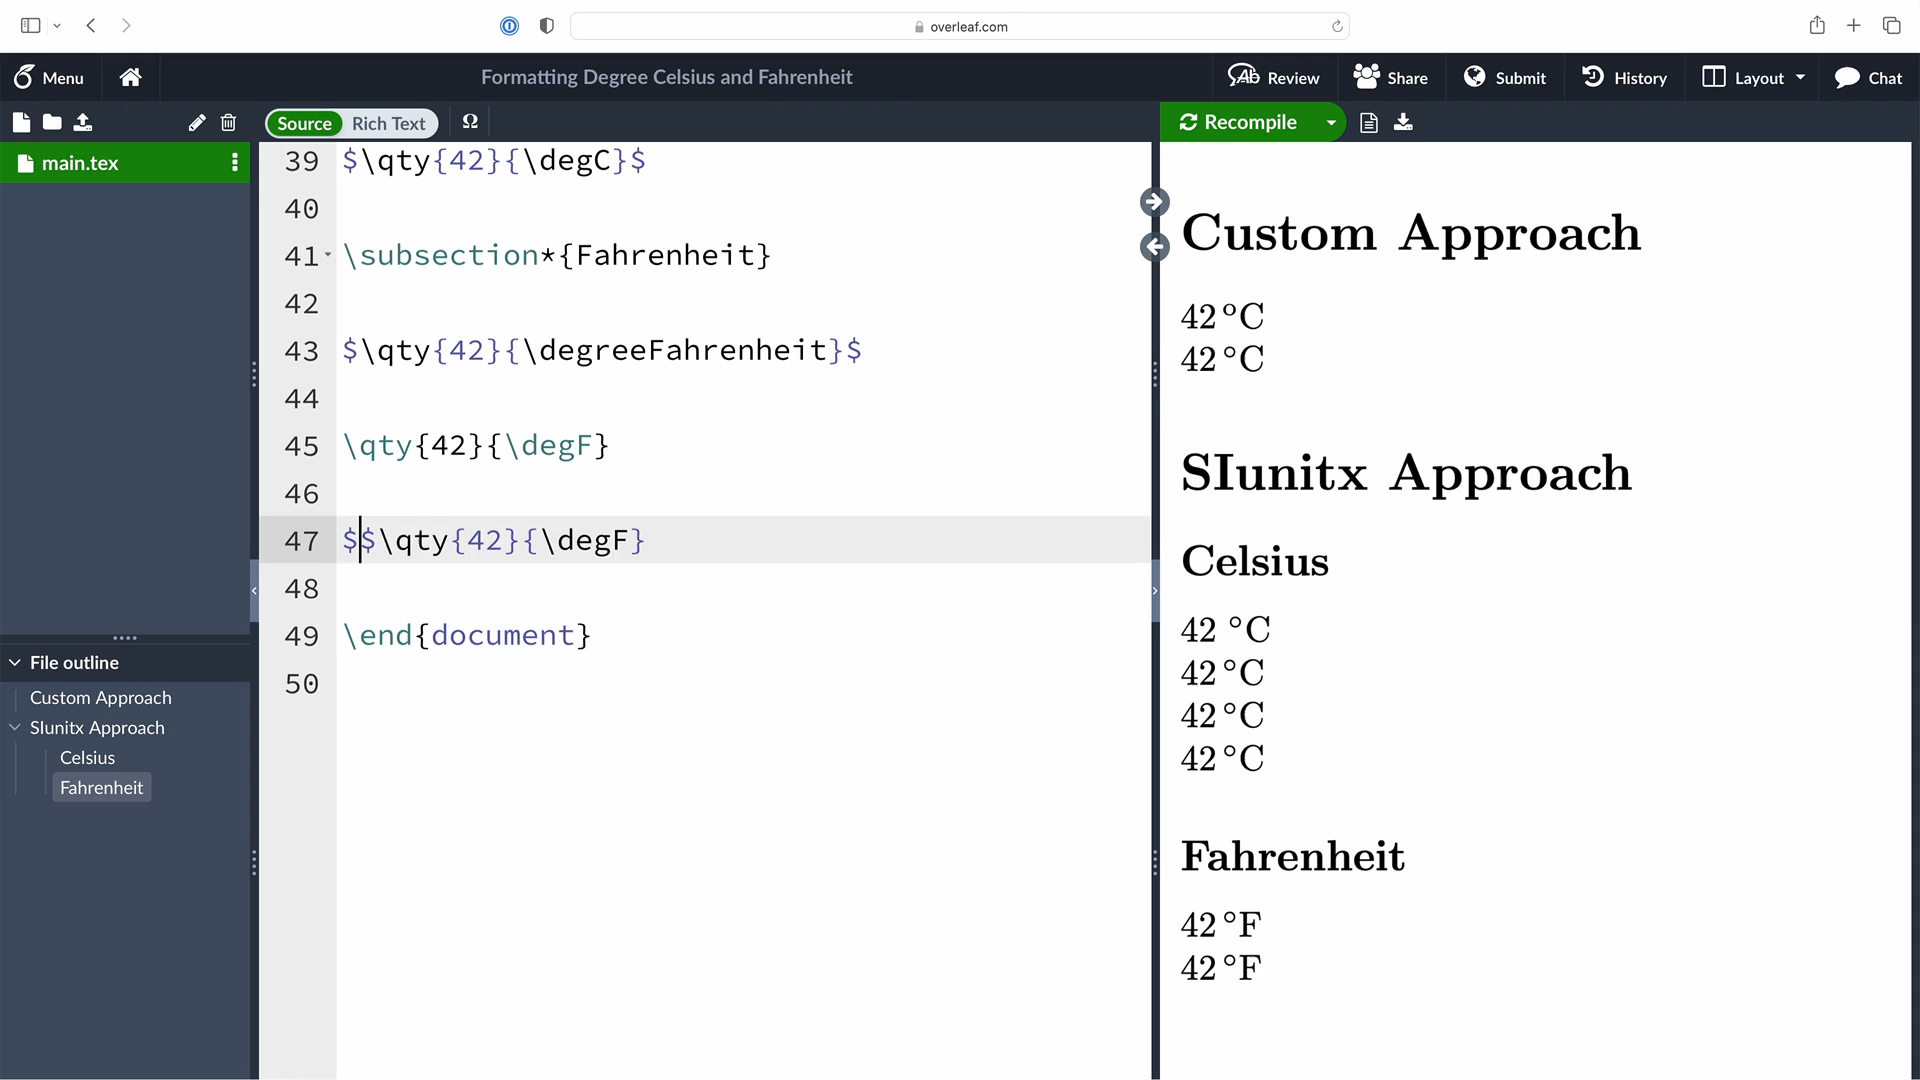 overleaf.com
Menu
Formatting Degree Celsius and Fahrenheit
Review
Share
Submit
History
Layout
Chat
Source
Rich Text
Ω
Recompile
main.tex
39 $\qty{42}{\degC}$
40
41 \subsection*{Fahrenheit}
42
43 $\qty{42}{\degreeFahrenheit}$
44
45 \qty{42}{\degF}
46
47 $$\qty{42}{\degF}
48
49 \end{document}
50
File outline
Custom Approach
SIunitx Approach
Celsius
Fahrenheit
Custom Approach
42 °C
42 °C
SIunitx Approach
Celsius
42 °C
42 °C
42 °C
42 °C
Fahrenheit
42 °F
42 °F